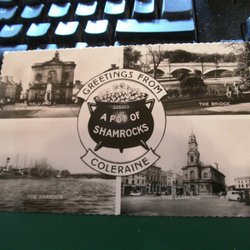 GREETINGS FROM
A POT OF
SHAMROCKS
COLERAINE
THE BRIDGE
THE HARBOUR
THE DIAMOND